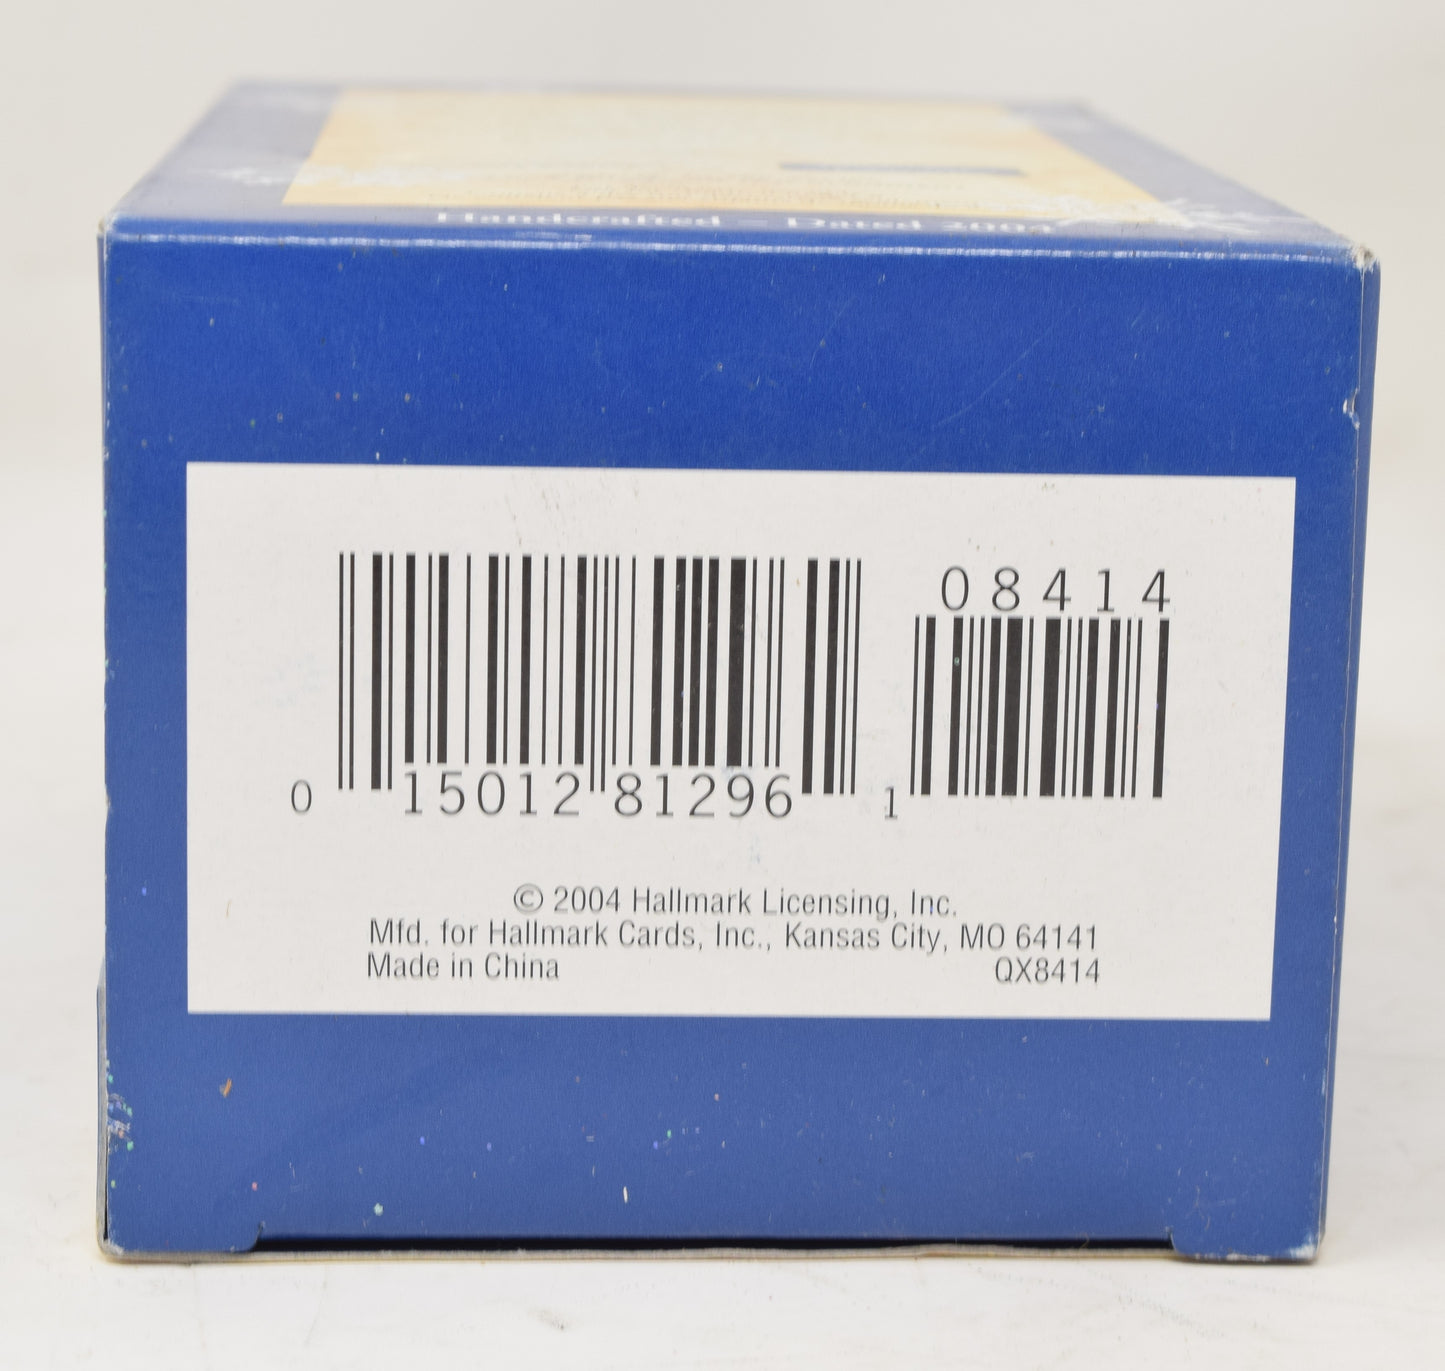 Handcrafted – Dated 2004
08414
0 15012 81296 1
© 2004 Hallmark Licensing, Inc.
Mfd. for Hallmark Cards, Inc., Kansas City, MO 64141
Made in China QX8414